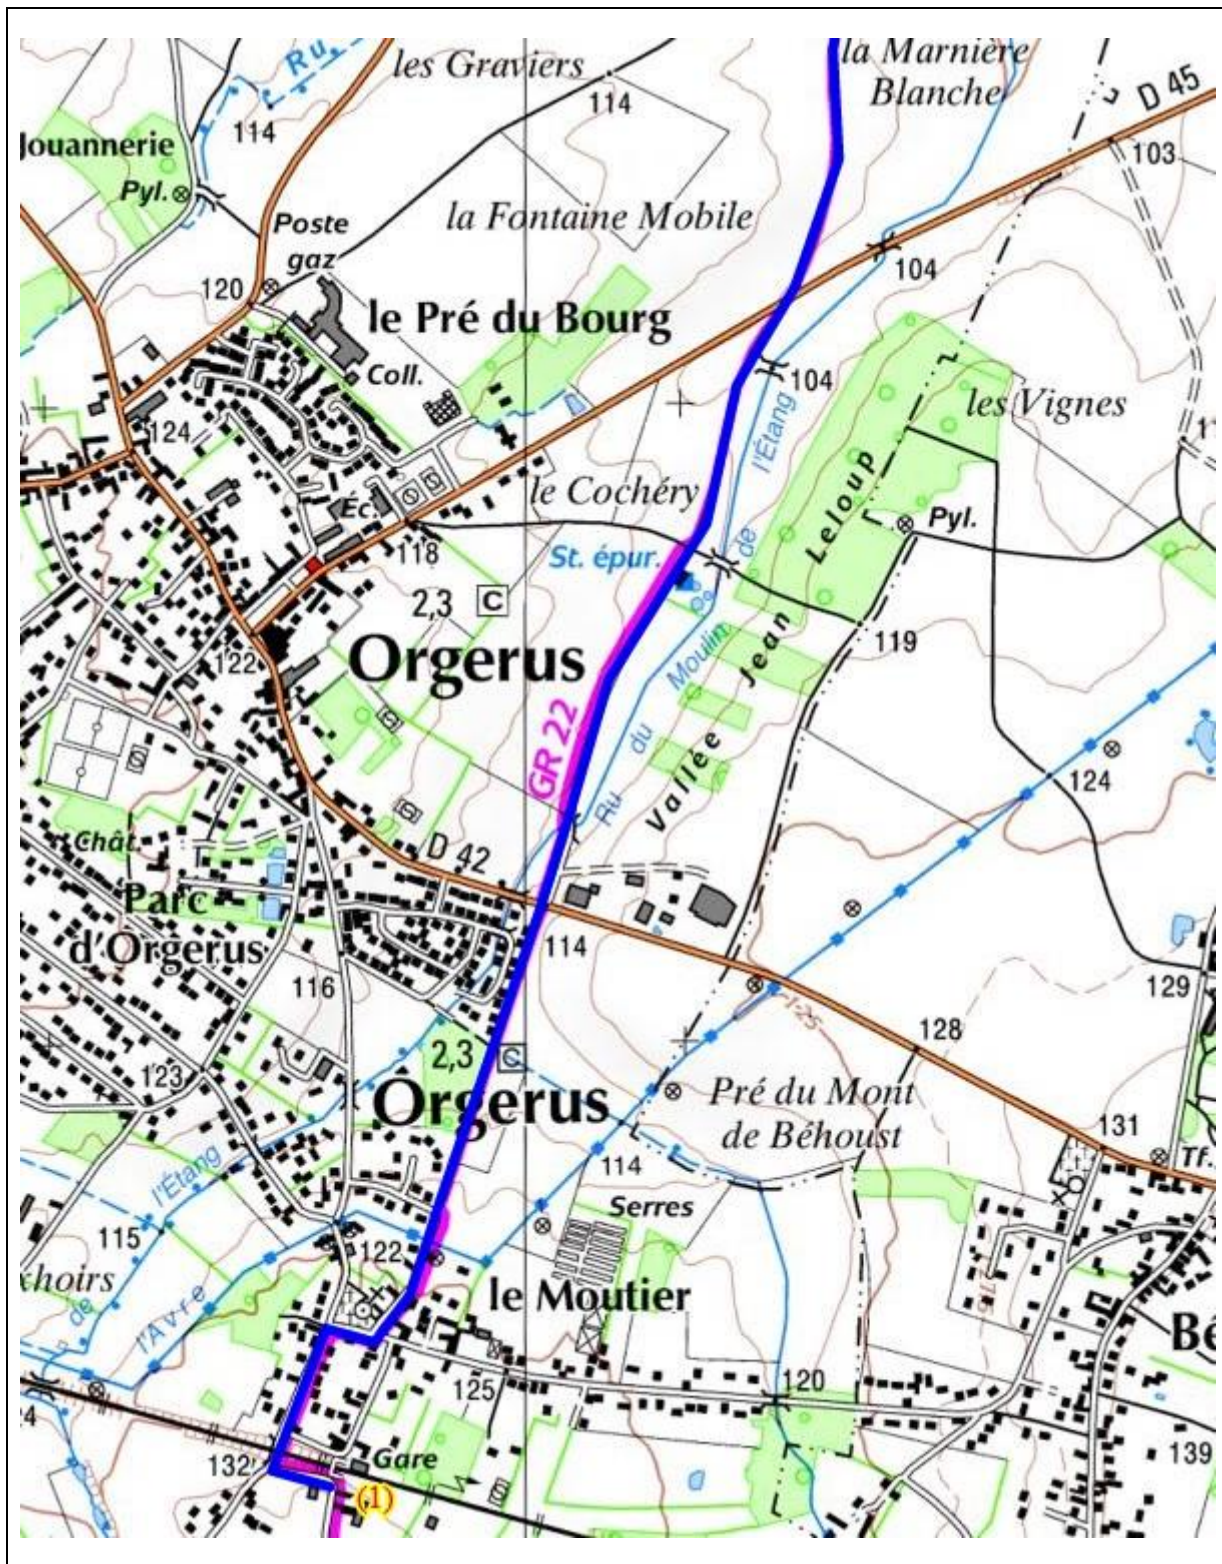 Ru
les Graviers
114
la Marnière
Blanche
D 45
114
Jouannerie
103
Pyl.
Poste
gaz
la Fontaine Mobile
104
120
le Pré du Bourg
Coll.
104
les Vignes
124
l'Étang
le Cochéry
Éc.
de
Leloup
Pyl.
118
St. épur.
2,3
C
Jean
119
122
Orgerus
Moulin
GR 22
du
Vallée
124
Ru
Chât.
D 42
Parc
d'Orgerus
114
116
129
1-25
128
2,3
C
123
Orgerus
Pré du Mont
de Béhoust
131
114
Tf.
l'Étang
Serres
115
122
xhoirs
de
l'Avre
le Moutier
Bé
125
120
132
Gare
139
(1)